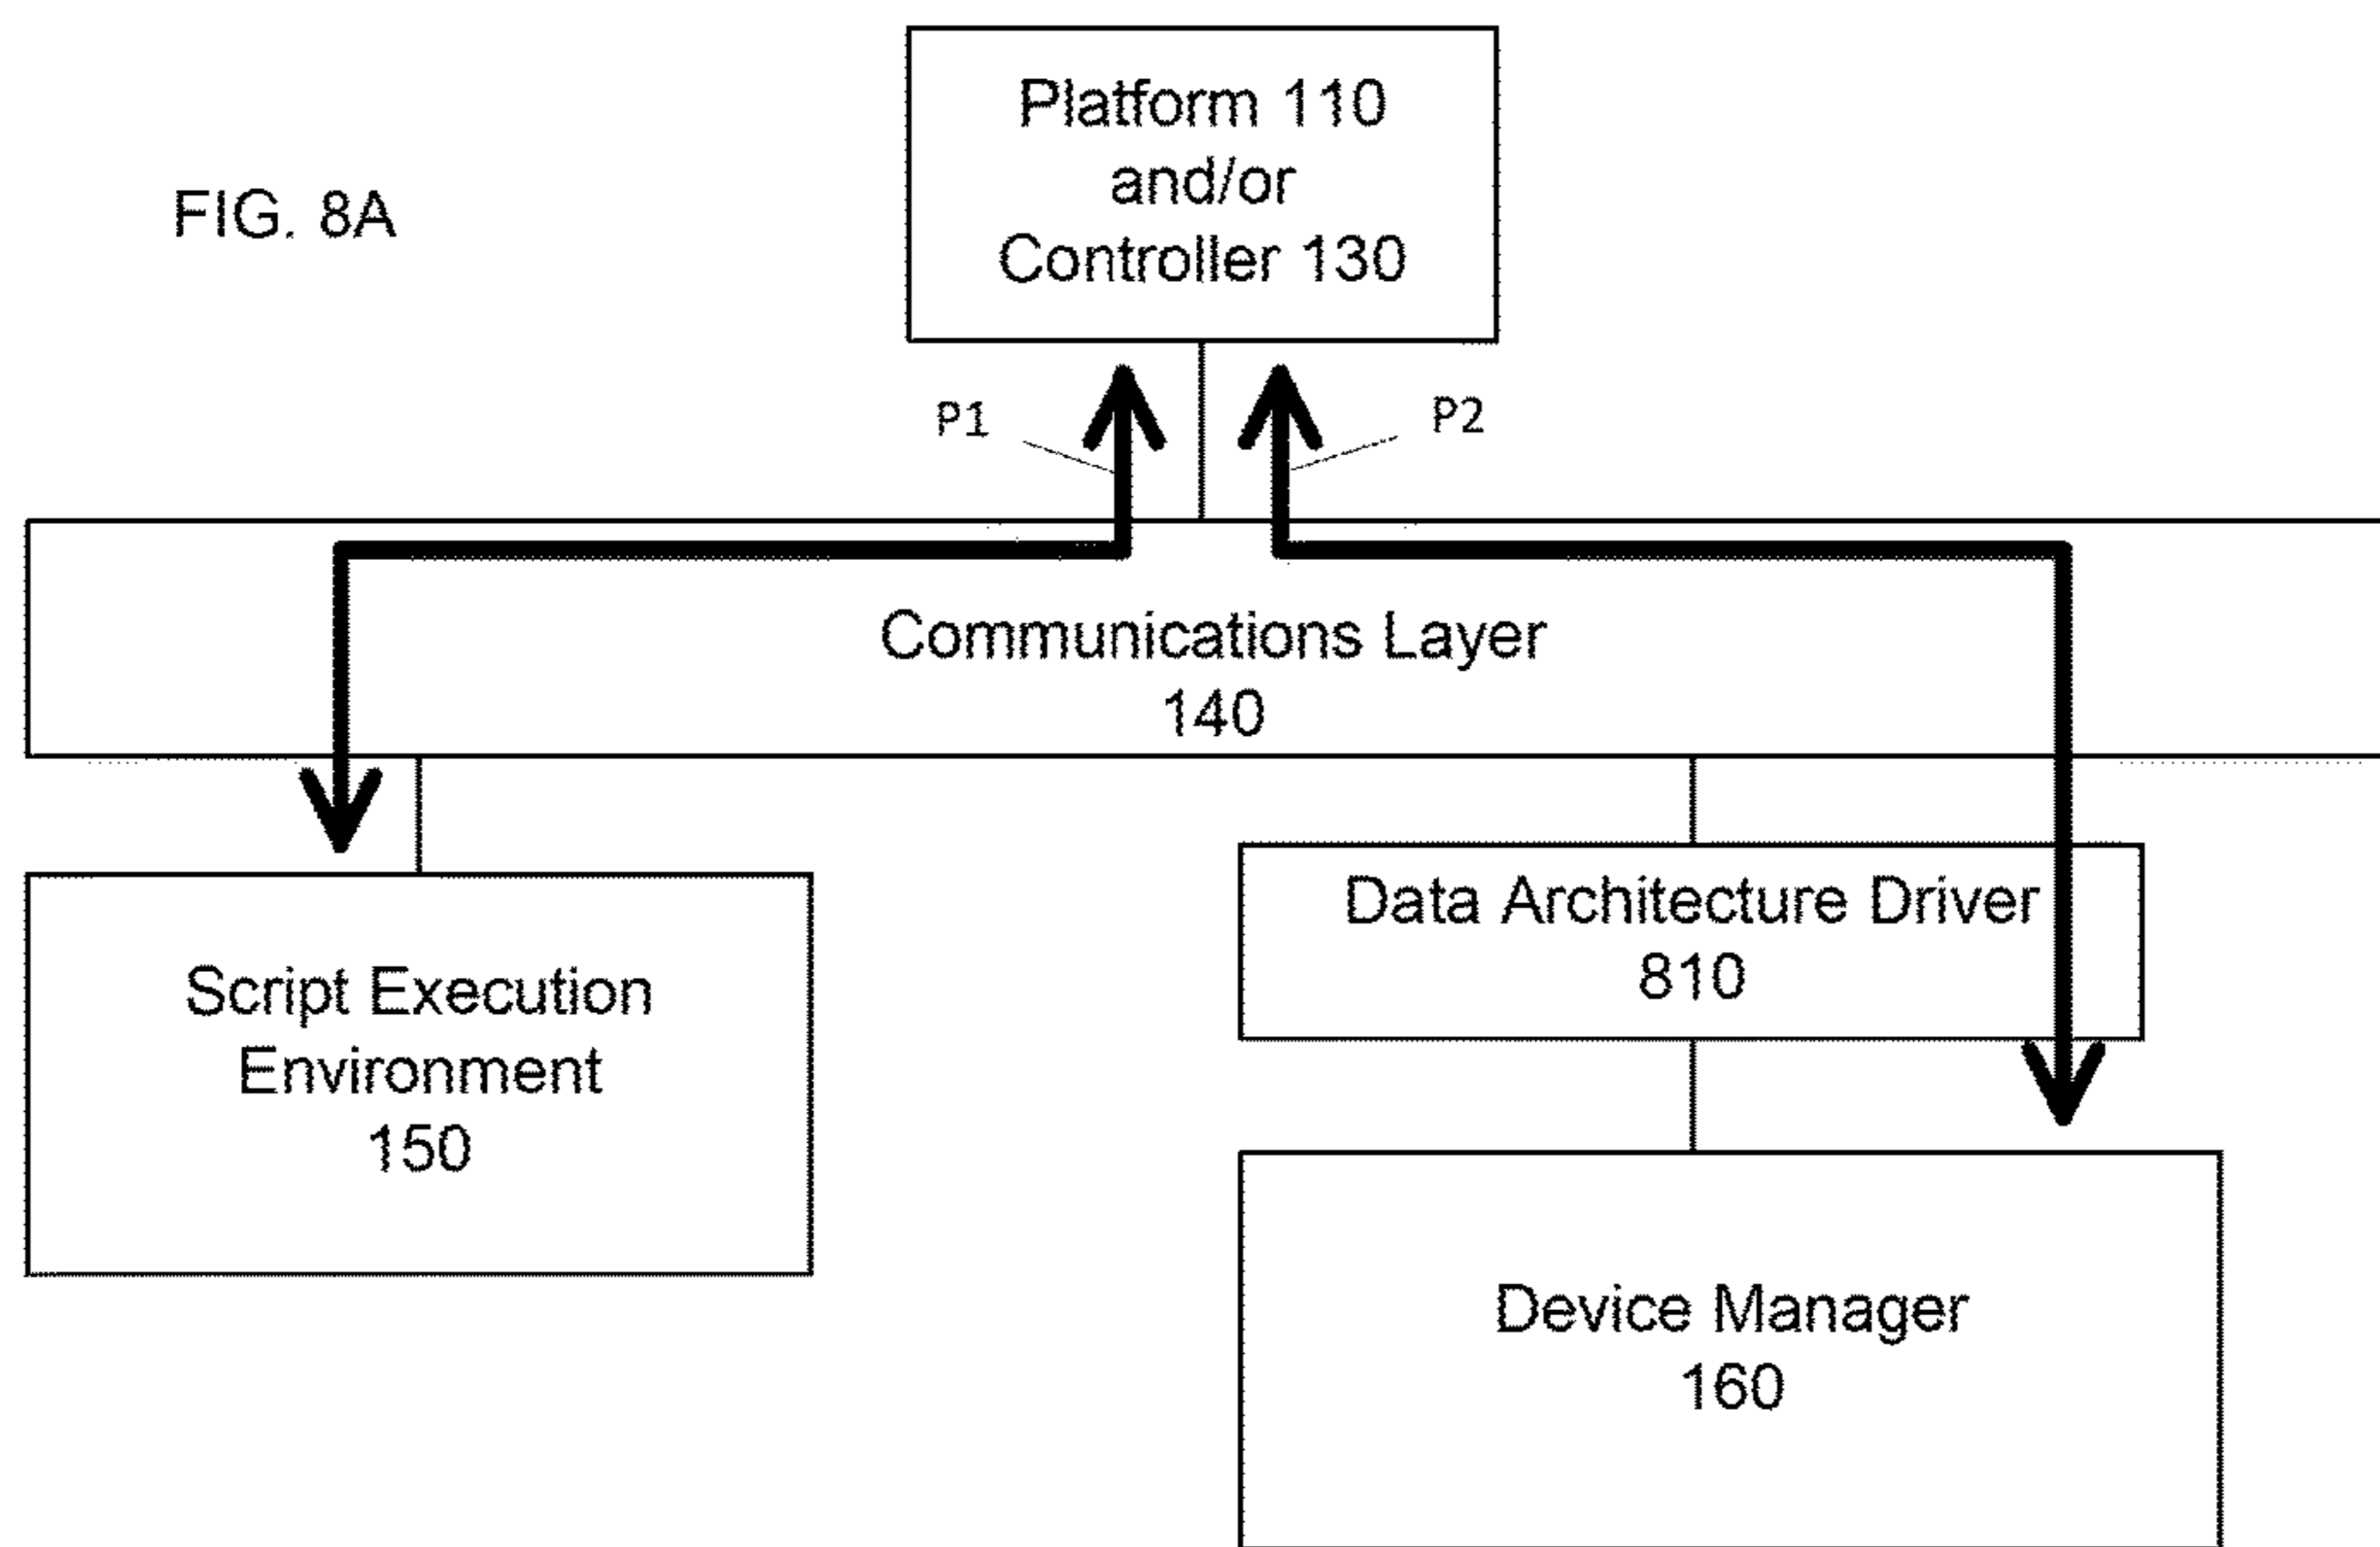 FIG. 8A
Platform 110
and/or
Controller 130
P1
P2
Communications Layer
140
Script Execution
Environment
150
Data Architecture Driver
810
Device Manager
160